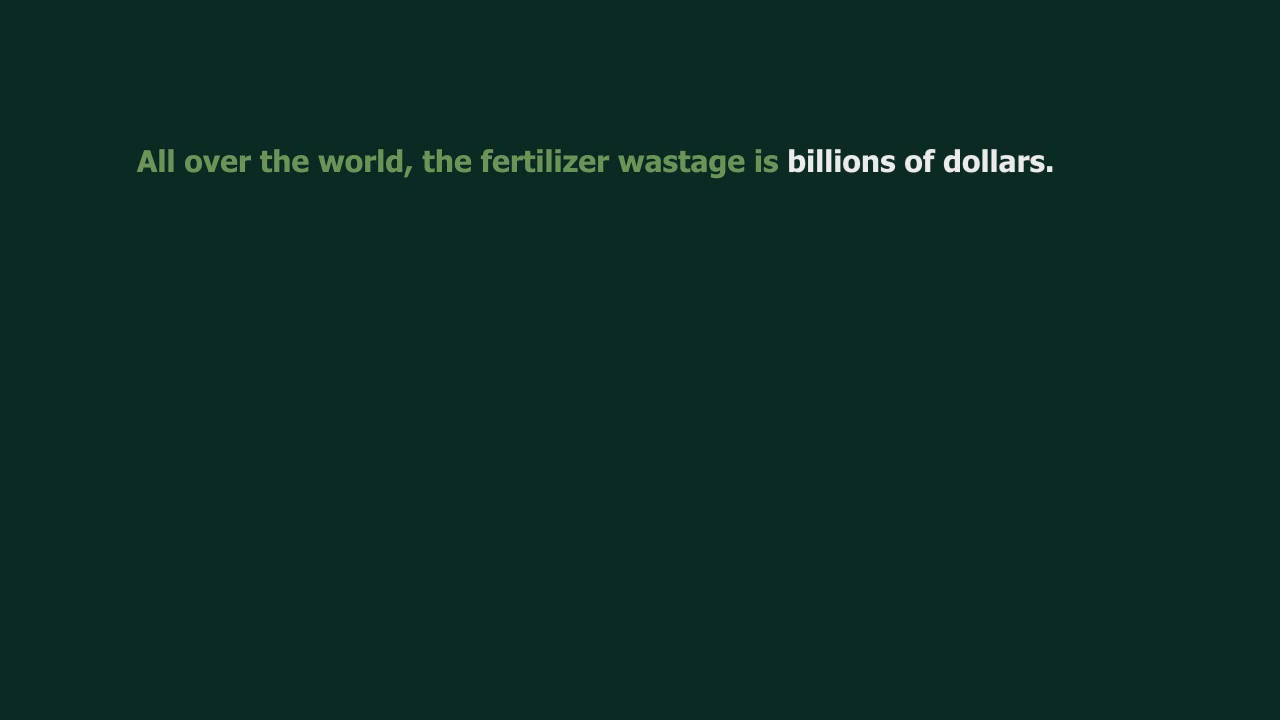 All over the world, the fertilizer wastage is billions of dollars.